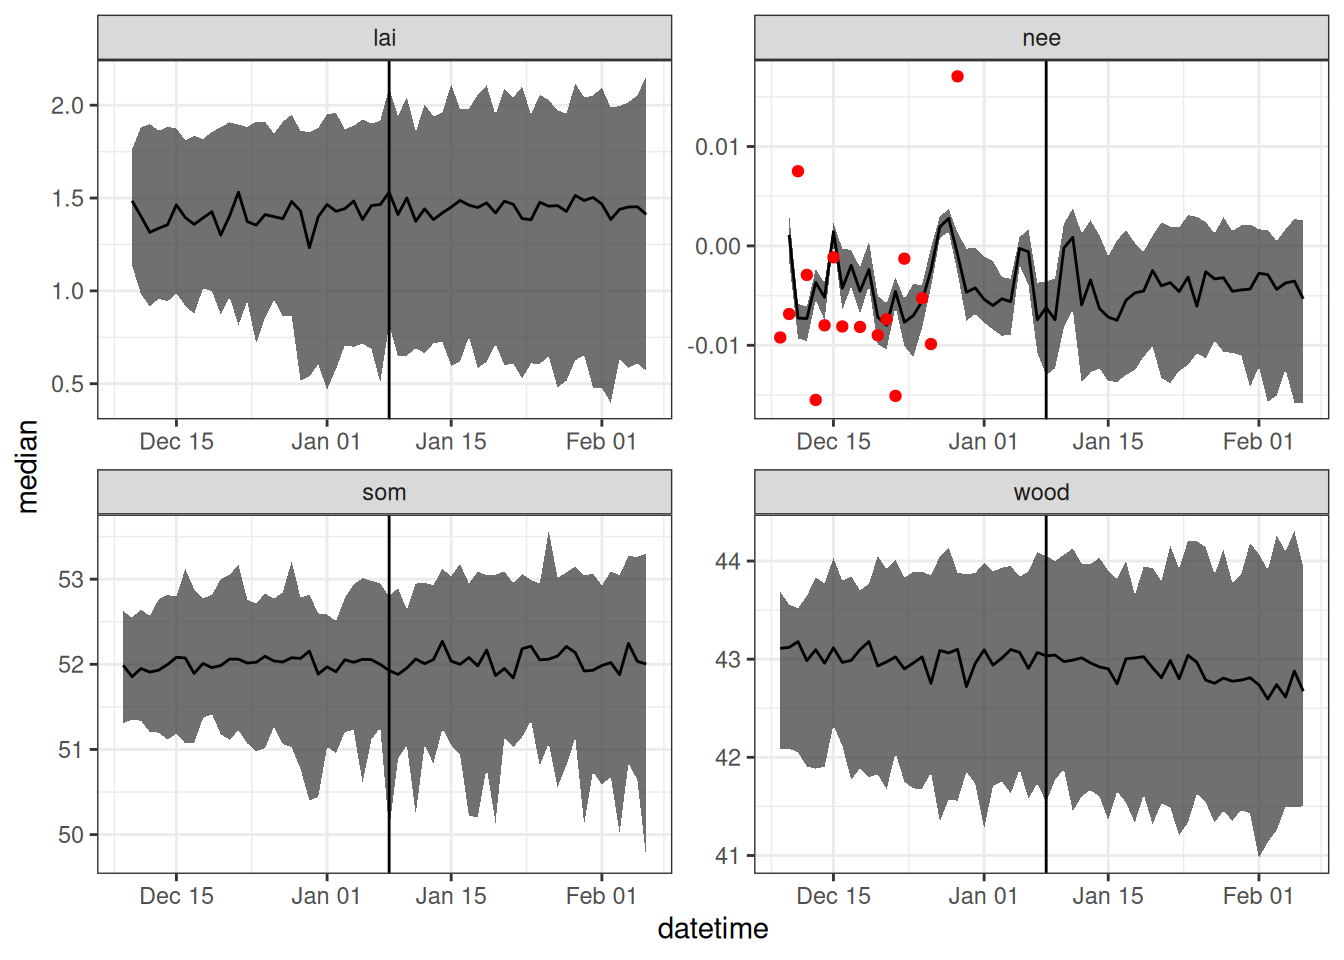 lai
nee
2.0
1.5
1.0
0.5
0.01
0.00
-0.01
Dec 15 Jan 01 Jan 15 Feb 01
Dec 15 Jan 01 Jan 15 Feb 01
median
som
wood
53
52
51
50
44
43
42
41
Dec 15 Jan 01 Jan 15 Feb 01
Dec 15 Jan 01 Jan 15 Feb 01
datetime